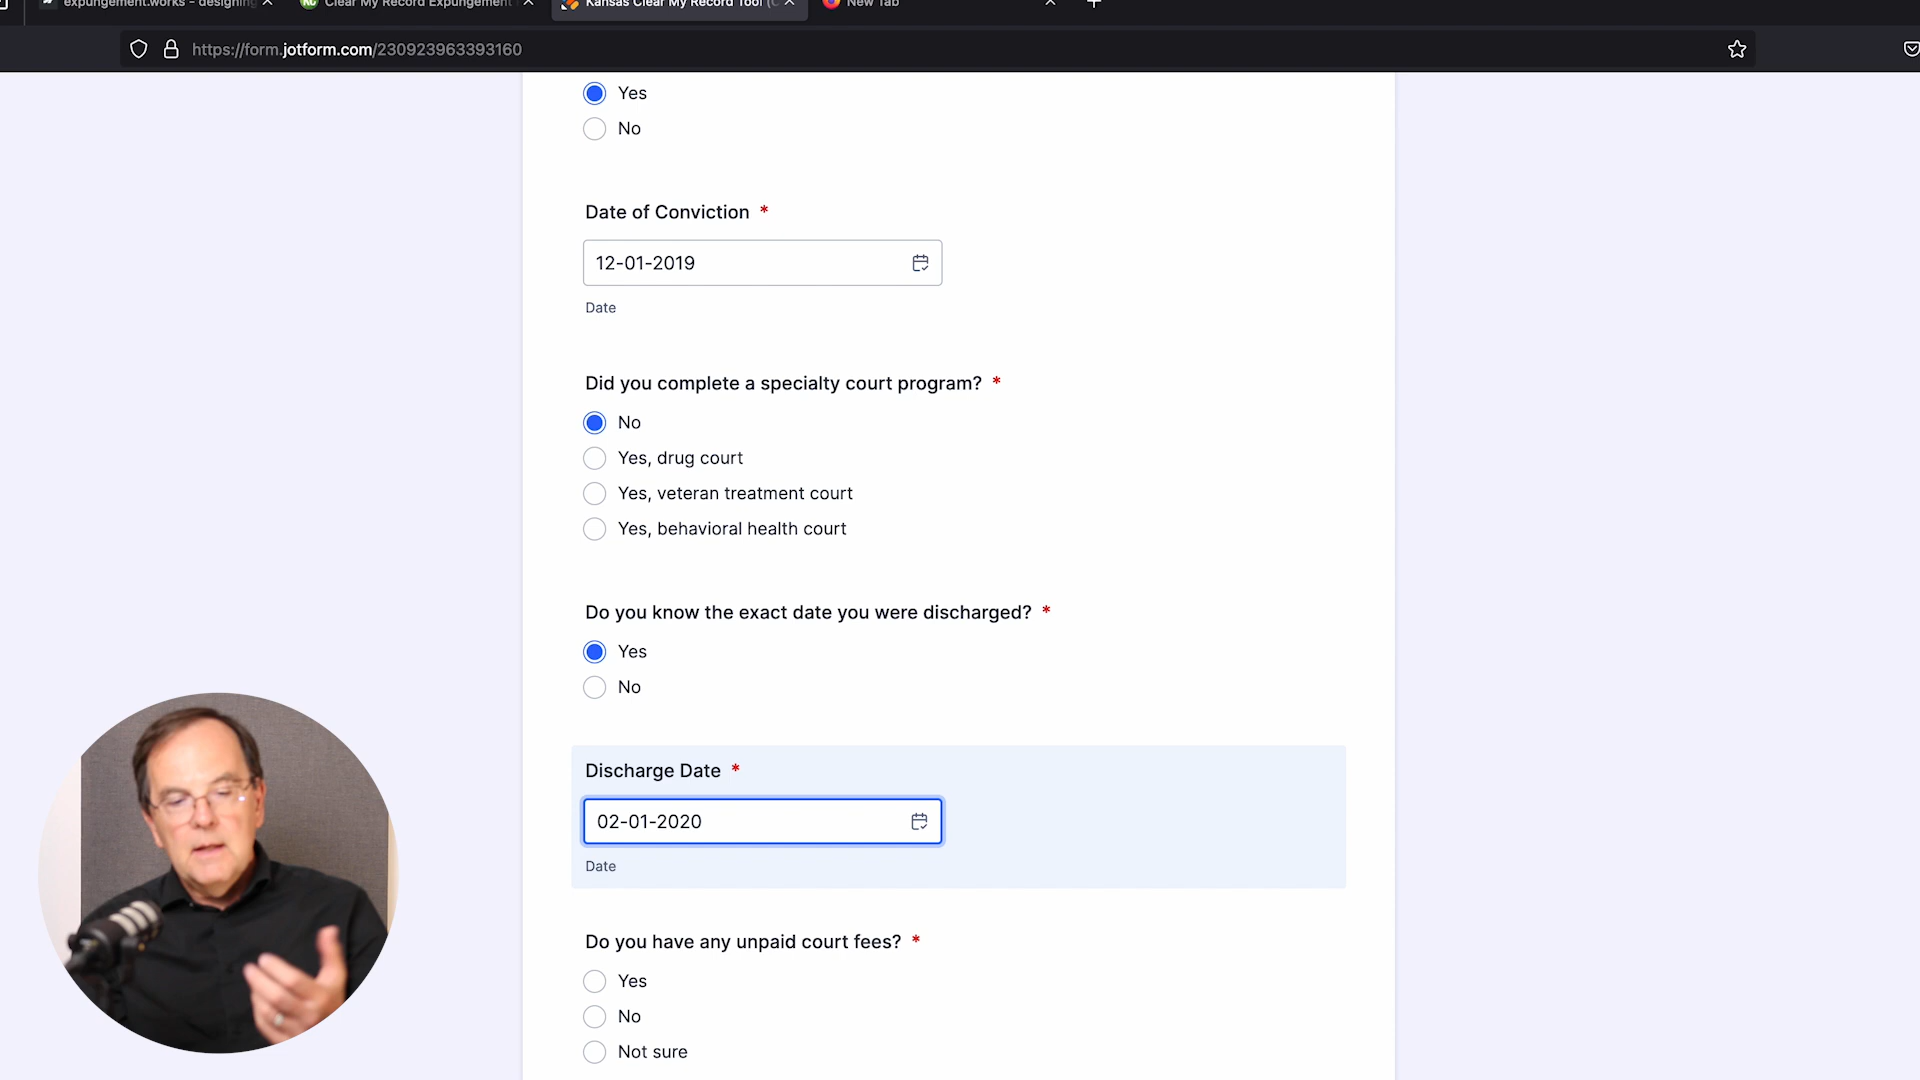 expungement.works - designing
Clear My Record Expungement
Kansas Clear My Record Tool (C
New Tab
https://form.jotform.com/230923963393160
Yes
No
Date of Conviction *
12-01-2019
Date
Did you complete a specialty court program? *
No
Yes, drug court
Yes, veteran treatment court
Yes, behavioral health court
Do you know the exact date you were discharged? *
Yes
No
Discharge Date *
02-01-2020
Date
Do you have any unpaid court fees? *
Yes
No
Not sure